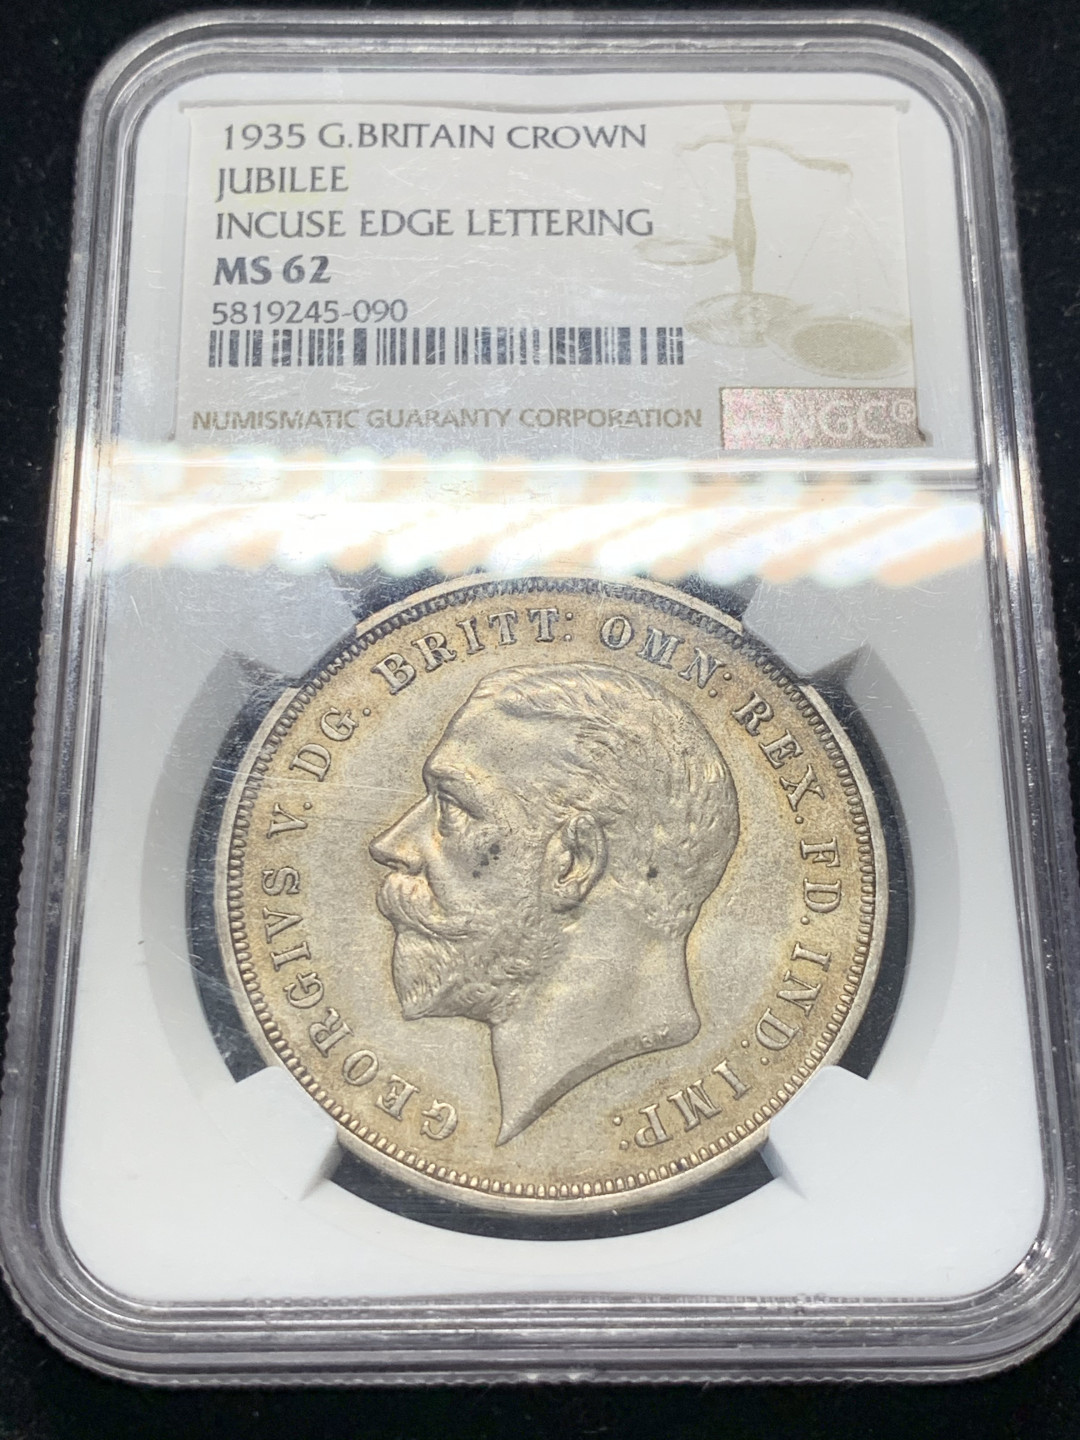 1935 G.BRITAIN CROWN
JUBILEE
INCUSE EDGE LETTERING
MS 62
5819245-090
NUMISMATIC GUARANTY CORPORATION
NGC®
GEORGIVS V. DG. BRITT: OMN: REX. FD. IND: IMP: